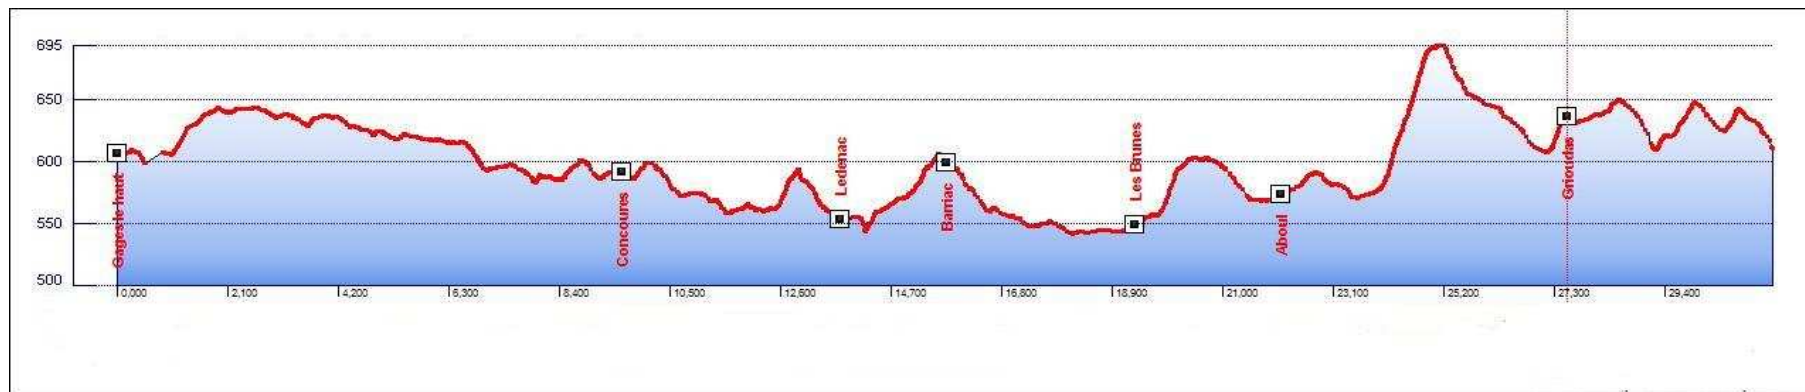 695
650
600
550
500
Gages le haut
Concoures
Ledenac
Barriac
Les Brunes
Aboul
Grioudas
0,000
2,100
4,200
6,300
8,400
10,500
12,600
14,700
16,800
18,900
21,000
23,100
25,200
27,300
29,400